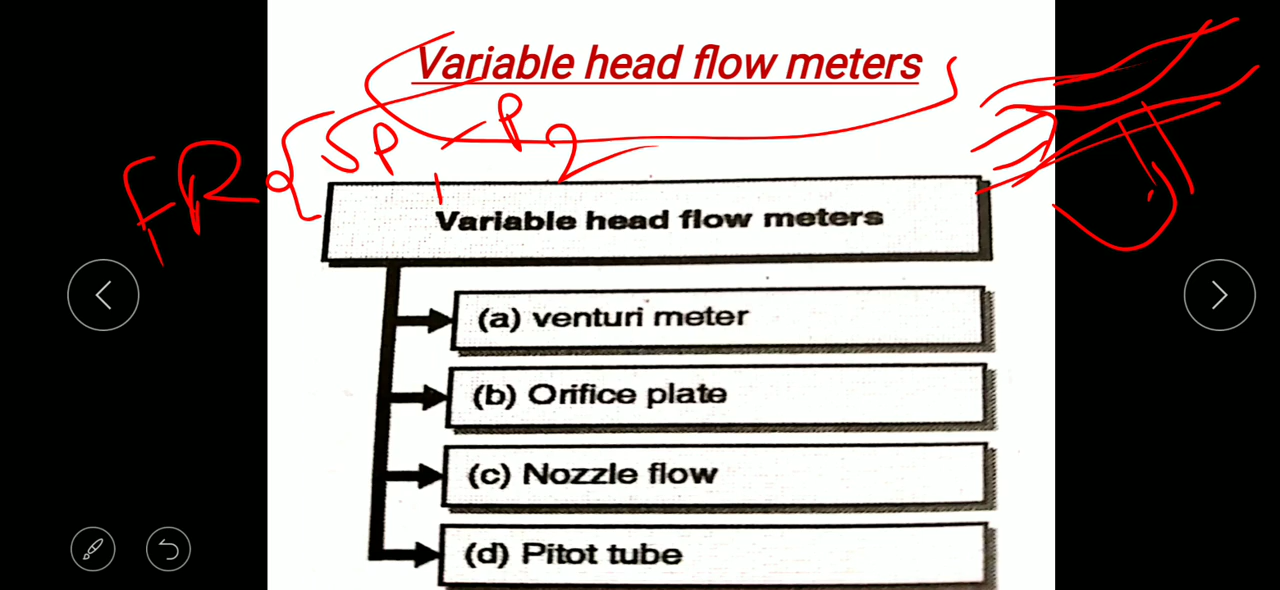 Variable head flow meters
FR α √P1 - P2
Variable head flow meters
(a) venturi meter
(b) Orifice plate
(c) Nozzle flow
(d) Pitot tube